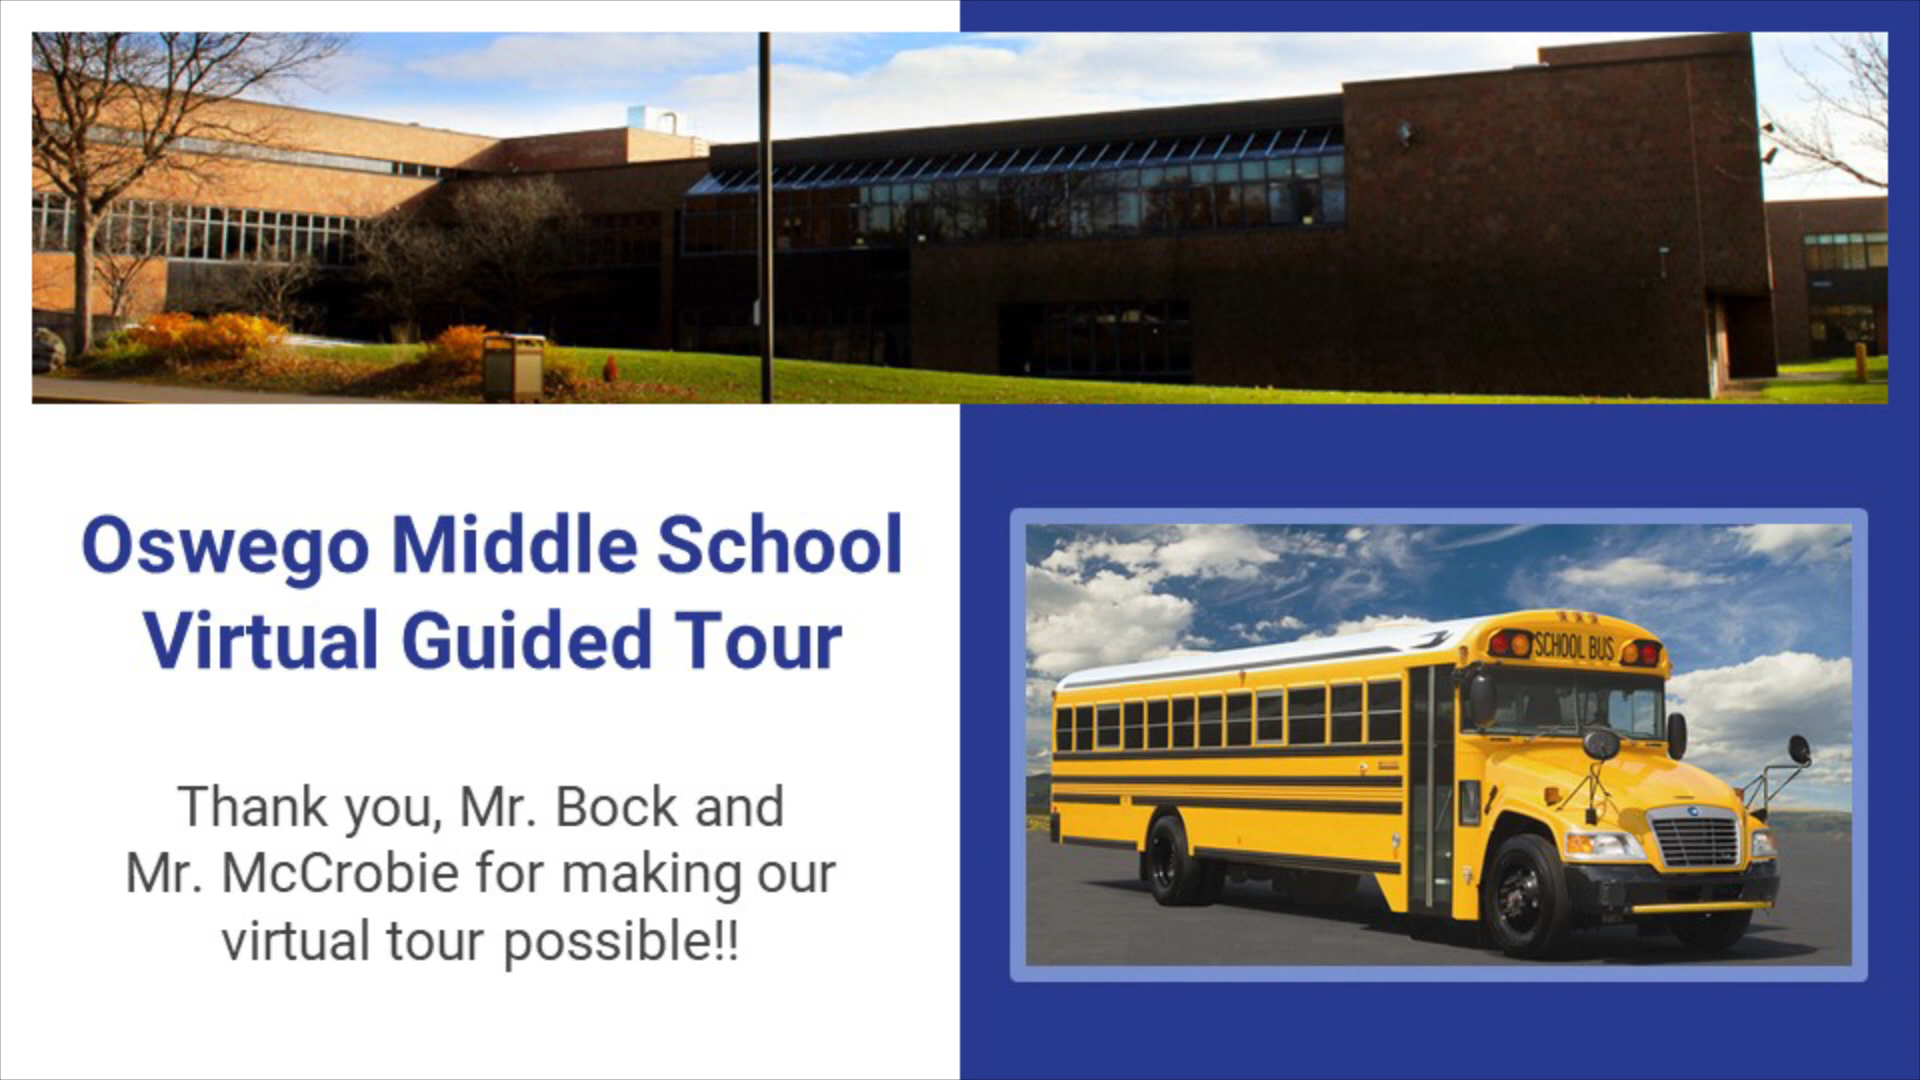 Oswego Middle School
Virtual Guided Tour
Thank you, Mr. Bock and
Mr. McCrobie for making our
virtual tour possible!!
SCHOOL BUS